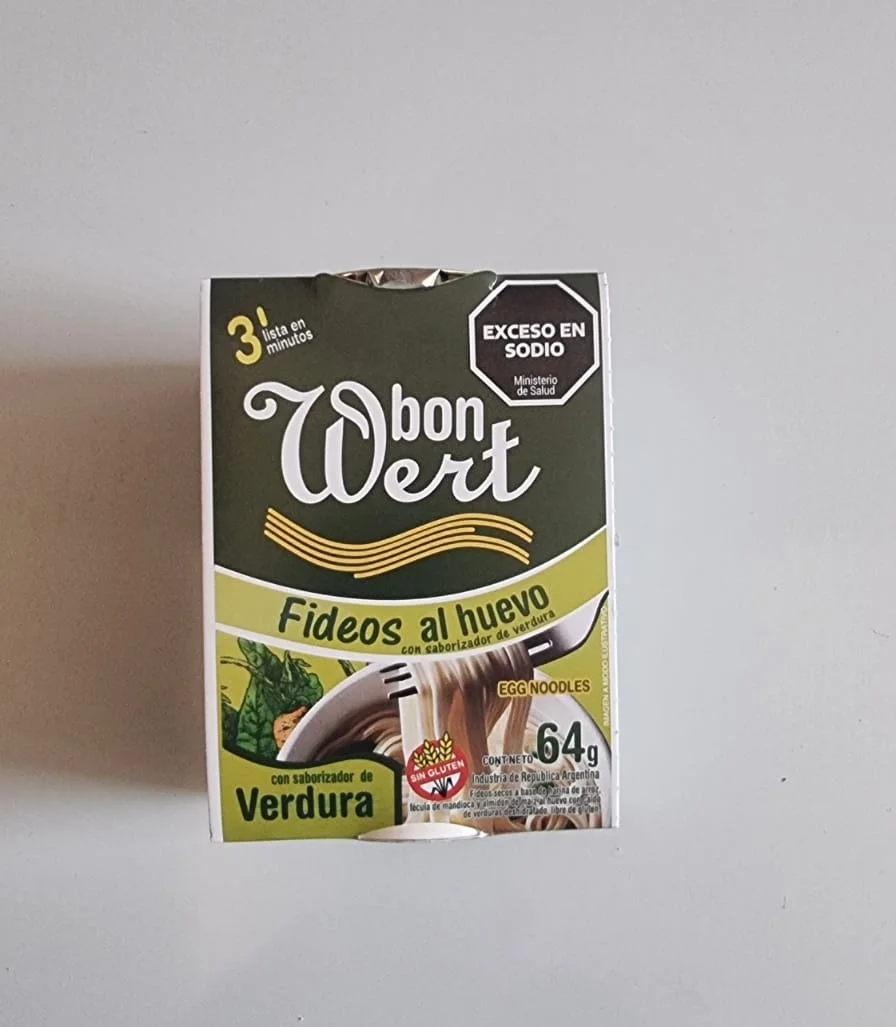 3' lista en
minutos
EXCESO EN
SODIO
Ministerio
de Salud
bon
Wert
Fideos al huevo
con saborizador de verdura
EGG NOODLES
IMAGEN A MODO ILUSTRATIVO
SIN GLUTEN
CONT NETO 64g
Industria de República Argentina
Fideos secos a base de harina de arroz,
fécula de mandioca y almidón de maíz al huevo con caldo
de verduras deshidratado, libre de gluten
con saborizador de
Verdura